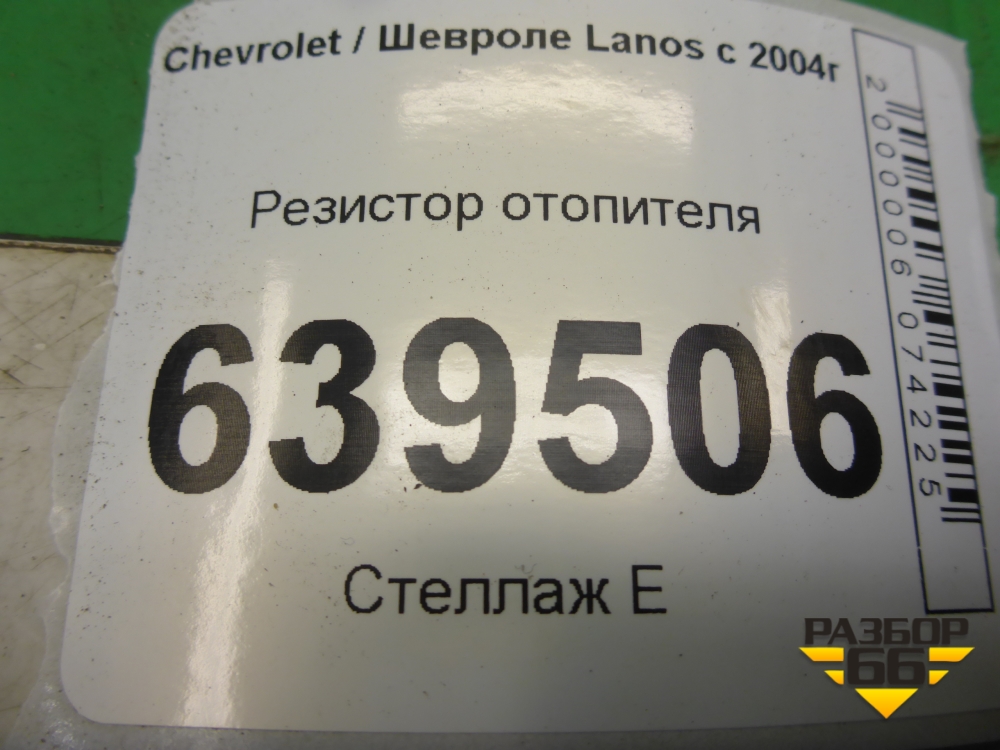 Chevrolet / Шевроле Lanos с 2004г
Резистор отопителя
639506
Стеллаж Е
2000006074225
РАЗБОР
66